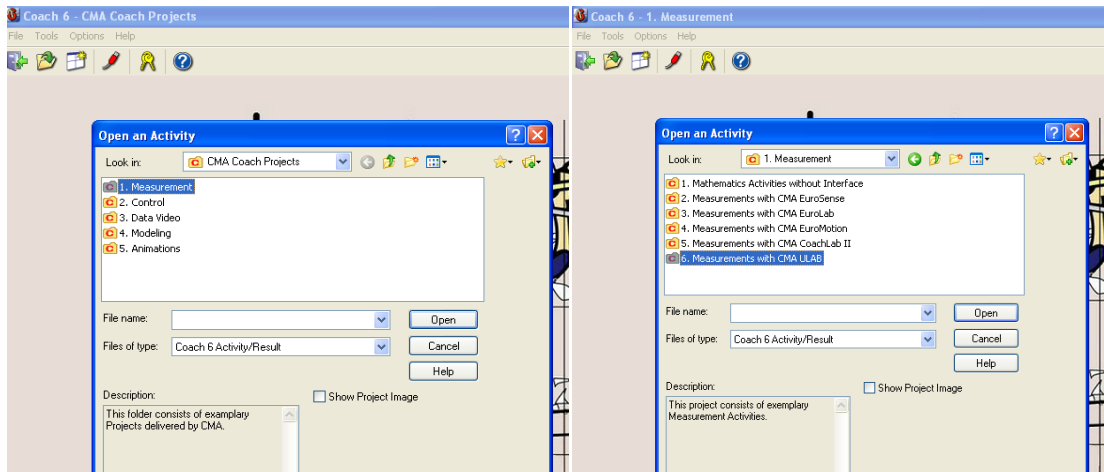 Coach 6 - CMA Coach Projects
File Tools Options Help
Open an Activity
Look in: CMA Coach Projects
1. Measurement
2. Control
3. Data Video
4. Modeling
5. Animations
File name: Open
Files of type: Coach 6 Activity/Result Cancel
Help
Description: Show Project Image
This folder consists of examplary
Projects delivered by CMA.
Coach 6 - 1. Measurement
File Tools Options Help
Open an Activity
Look in: 1. Measurement
1. Mathematics Activities without Interface
2. Measurements with CMA EuroSense
3. Measurements with CMA EuroLab
4. Measurements with CMA EuroMotion
5. Measurements with CMA CoachLab II
6. Measurements with CMA ULAB
File name: Open
Files of type: Coach 6 Activity/Result Cancel
Help
Description: Show Project Image
This project consists of exemplary
Measurement Activities.